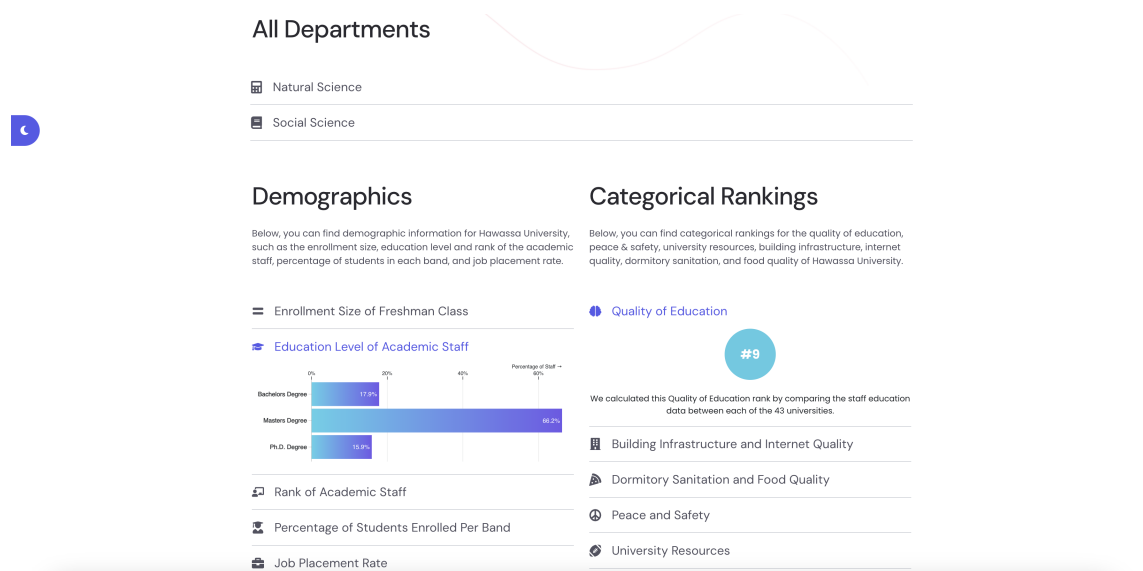 All Departments
Natural Science
Social Science
Demographics
Below, you can find demographic information for Hawassa University,
such as the enrollment size, education level and rank of the academic
staff, percentage of students in each band, and job placement rate.
Enrollment Size of Freshman Class
Education Level of Academic Staff
Percentage of Staff →
0% 20% 40% 60%
Bachelors Degree 17.9%
Masters Degree 66.2%
Ph.D. Degree 15.9%
Rank of Academic Staff
Percentage of Students Enrolled Per Band
Job Placement Rate
Categorical Rankings
Below, you can find categorical rankings for the quality of education,
peace & safety, university resources, building infrastructure, internet
quality, dormitory sanitation, and food quality of Hawassa University.
Quality of Education
#9
We calculated this Quality of Education rank by comparing the staff education
data between each of the 43 universities.
Building Infrastructure and Internet Quality
Dormitory Sanitation and Food Quality
Peace and Safety
University Resources